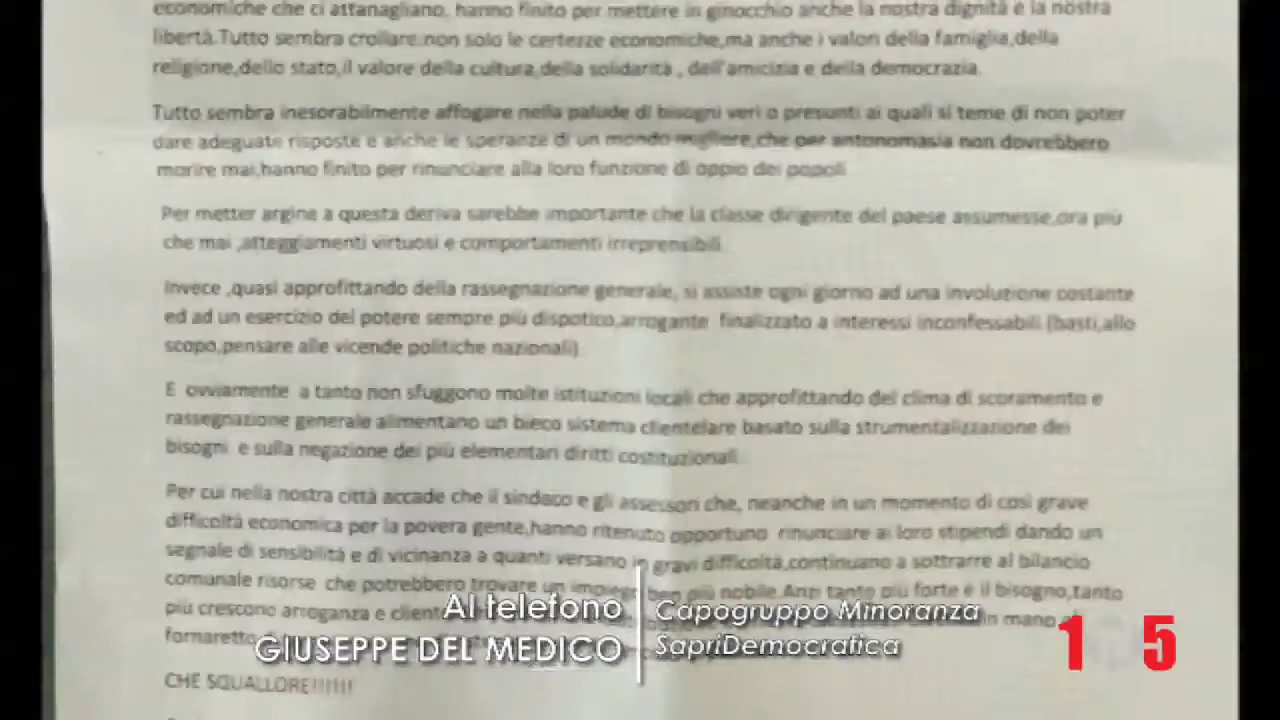 economiche che ci attanagliano, hanno finito per mettere in ginocchio anche la nostra dignità e la nostra
libertà.Tutto sembra crollare:non solo le certezze economiche,ma anche i valori della famiglia,della
religione,dello stato,il valore della cultura,della solidarità , dell'amicizia e della democrazia.
Tutto sembra inesorabilmente affogare nella palude di bisogni veri o presunti ai quali si teme di non poter
dare adeguate risposte e anche le speranze di un mondo migliore,che per antonomasia non dovrebbero
morire mai,hanno finito per rinunciare alla loro funzione di oppio dei popoli.
Per metter argine a questa deriva sarebbe importante che la classe dirigente del paese assumesse,ora più
che mai ,atteggiamenti virtuosi e comportamenti irreprensibili.
Invece ,quasi approfittando della rassegnazione generale, si assiste ogni giorno ad una involuzione costante
ed ad un esercizio del potere sempre più dispotico,arrogante finalizzato a interessi inconfessabili (basti,allo
scopo,pensare alle vicende politiche nazionali).
E ovviamente a tanto non sfuggono molte istituzioni locali che approfittando del clima di scoramento e
rassegnazione generale alimentano un bieco sistema clientelare basato sulla strumentalizzazione dei
bisogni e sulla negazione dei più elementari diritti costituzionali.
Per cui nella nostra città accade che il sindaco e gli assessori che, neanche in un momento di così grave
difficoltà economica per la povera gente,hanno ritenuto opportuno rinunciare ai loro stipendi dando un
segnale di sensibilità e di vicinanza a quanti versano in gravi difficoltà,continuano a sottrarre al bilancio
comunale risorse che potrebbero trovare un impiego ben più nobile.Anzi tanto più forte è il bisogno,tanto
più crescono arroganza e in mano
CHE SQUALLORE!!!!!!
Al telefono
GIUSEPPE DEL MEDICO
Capogruppo Minoranza
SapriDemocratica
1 5